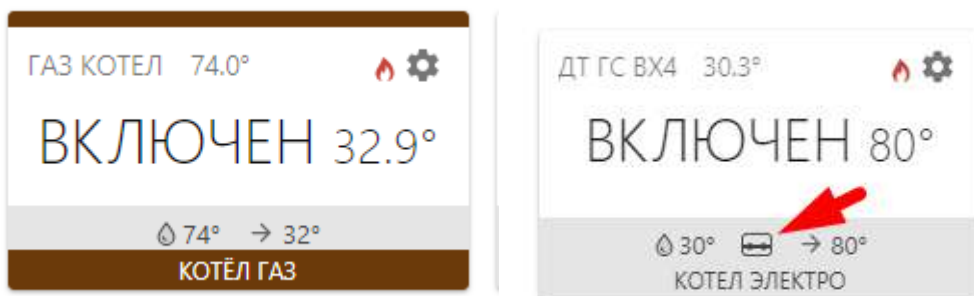 ГАЗ КОТЕЛ 74.0°
ВКЛЮЧЕН 32.9°
74° → 32°
КОТЁЛ ГАЗ
ДТ ГС ВХ4 30.3°
ВКЛЮЧЕН 80°
30° → 80°
КОТЕЛ ЭЛЕКТРО